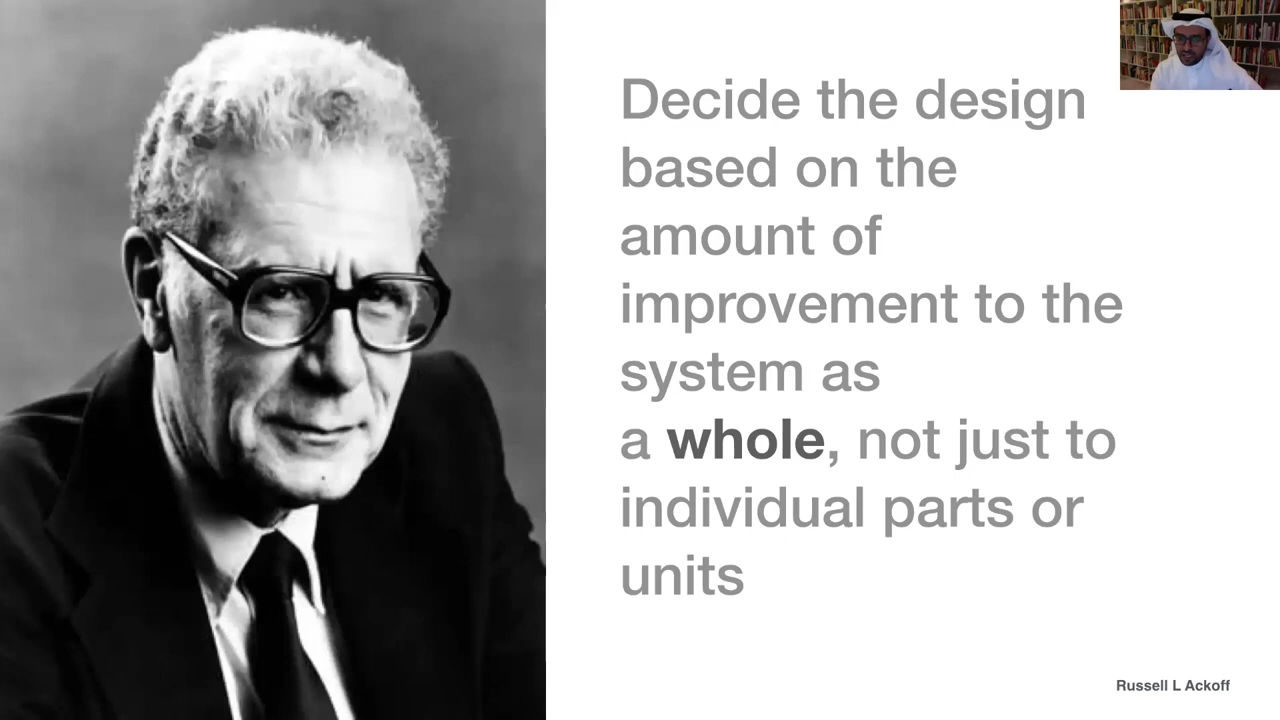 Decide the design
based on the
amount of
improvement to the
system as
a whole, not just to
individual parts or
units
Russell L Ackoff